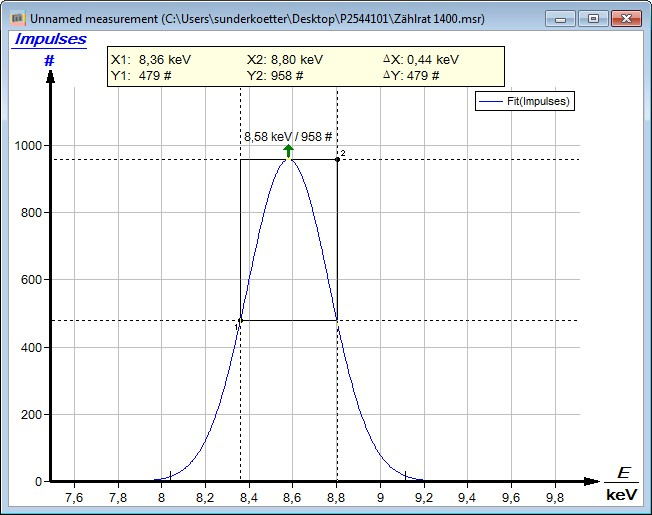 Unnamed measurement (C:\Users\sunderkoetter\Desktop\P2544101\Zählrat 1400.msr)
Impulses
#
X1: 8,36 keV X2: 8,80 keV ΔX: 0,44 keV
Y1: 479 # Y2: 958 # ΔY: 479 #
Fit(Impulses)
8,58 keV / 958 #
2
1
1000
800
600
400
200
0
7,6 7,8 8 8,2 8,4 8,6 8,8 9 9,2 9,4 9,6 9,8
E
keV